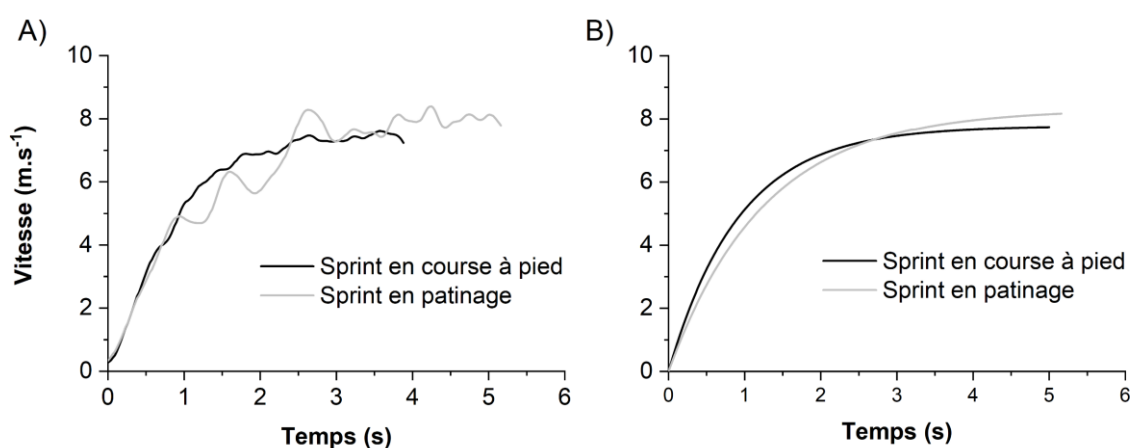 A)
10
8
6
4
2
0
Vitesse (m.s⁻¹)
Sprint en course à pied
Sprint en patinage
0 1 2 3 4 5 6
Temps (s)
B)
10
8
6
4
2
0
Sprint en course à pied
Sprint en patinage
0 1 2 3 4 5 6
Temps (s)